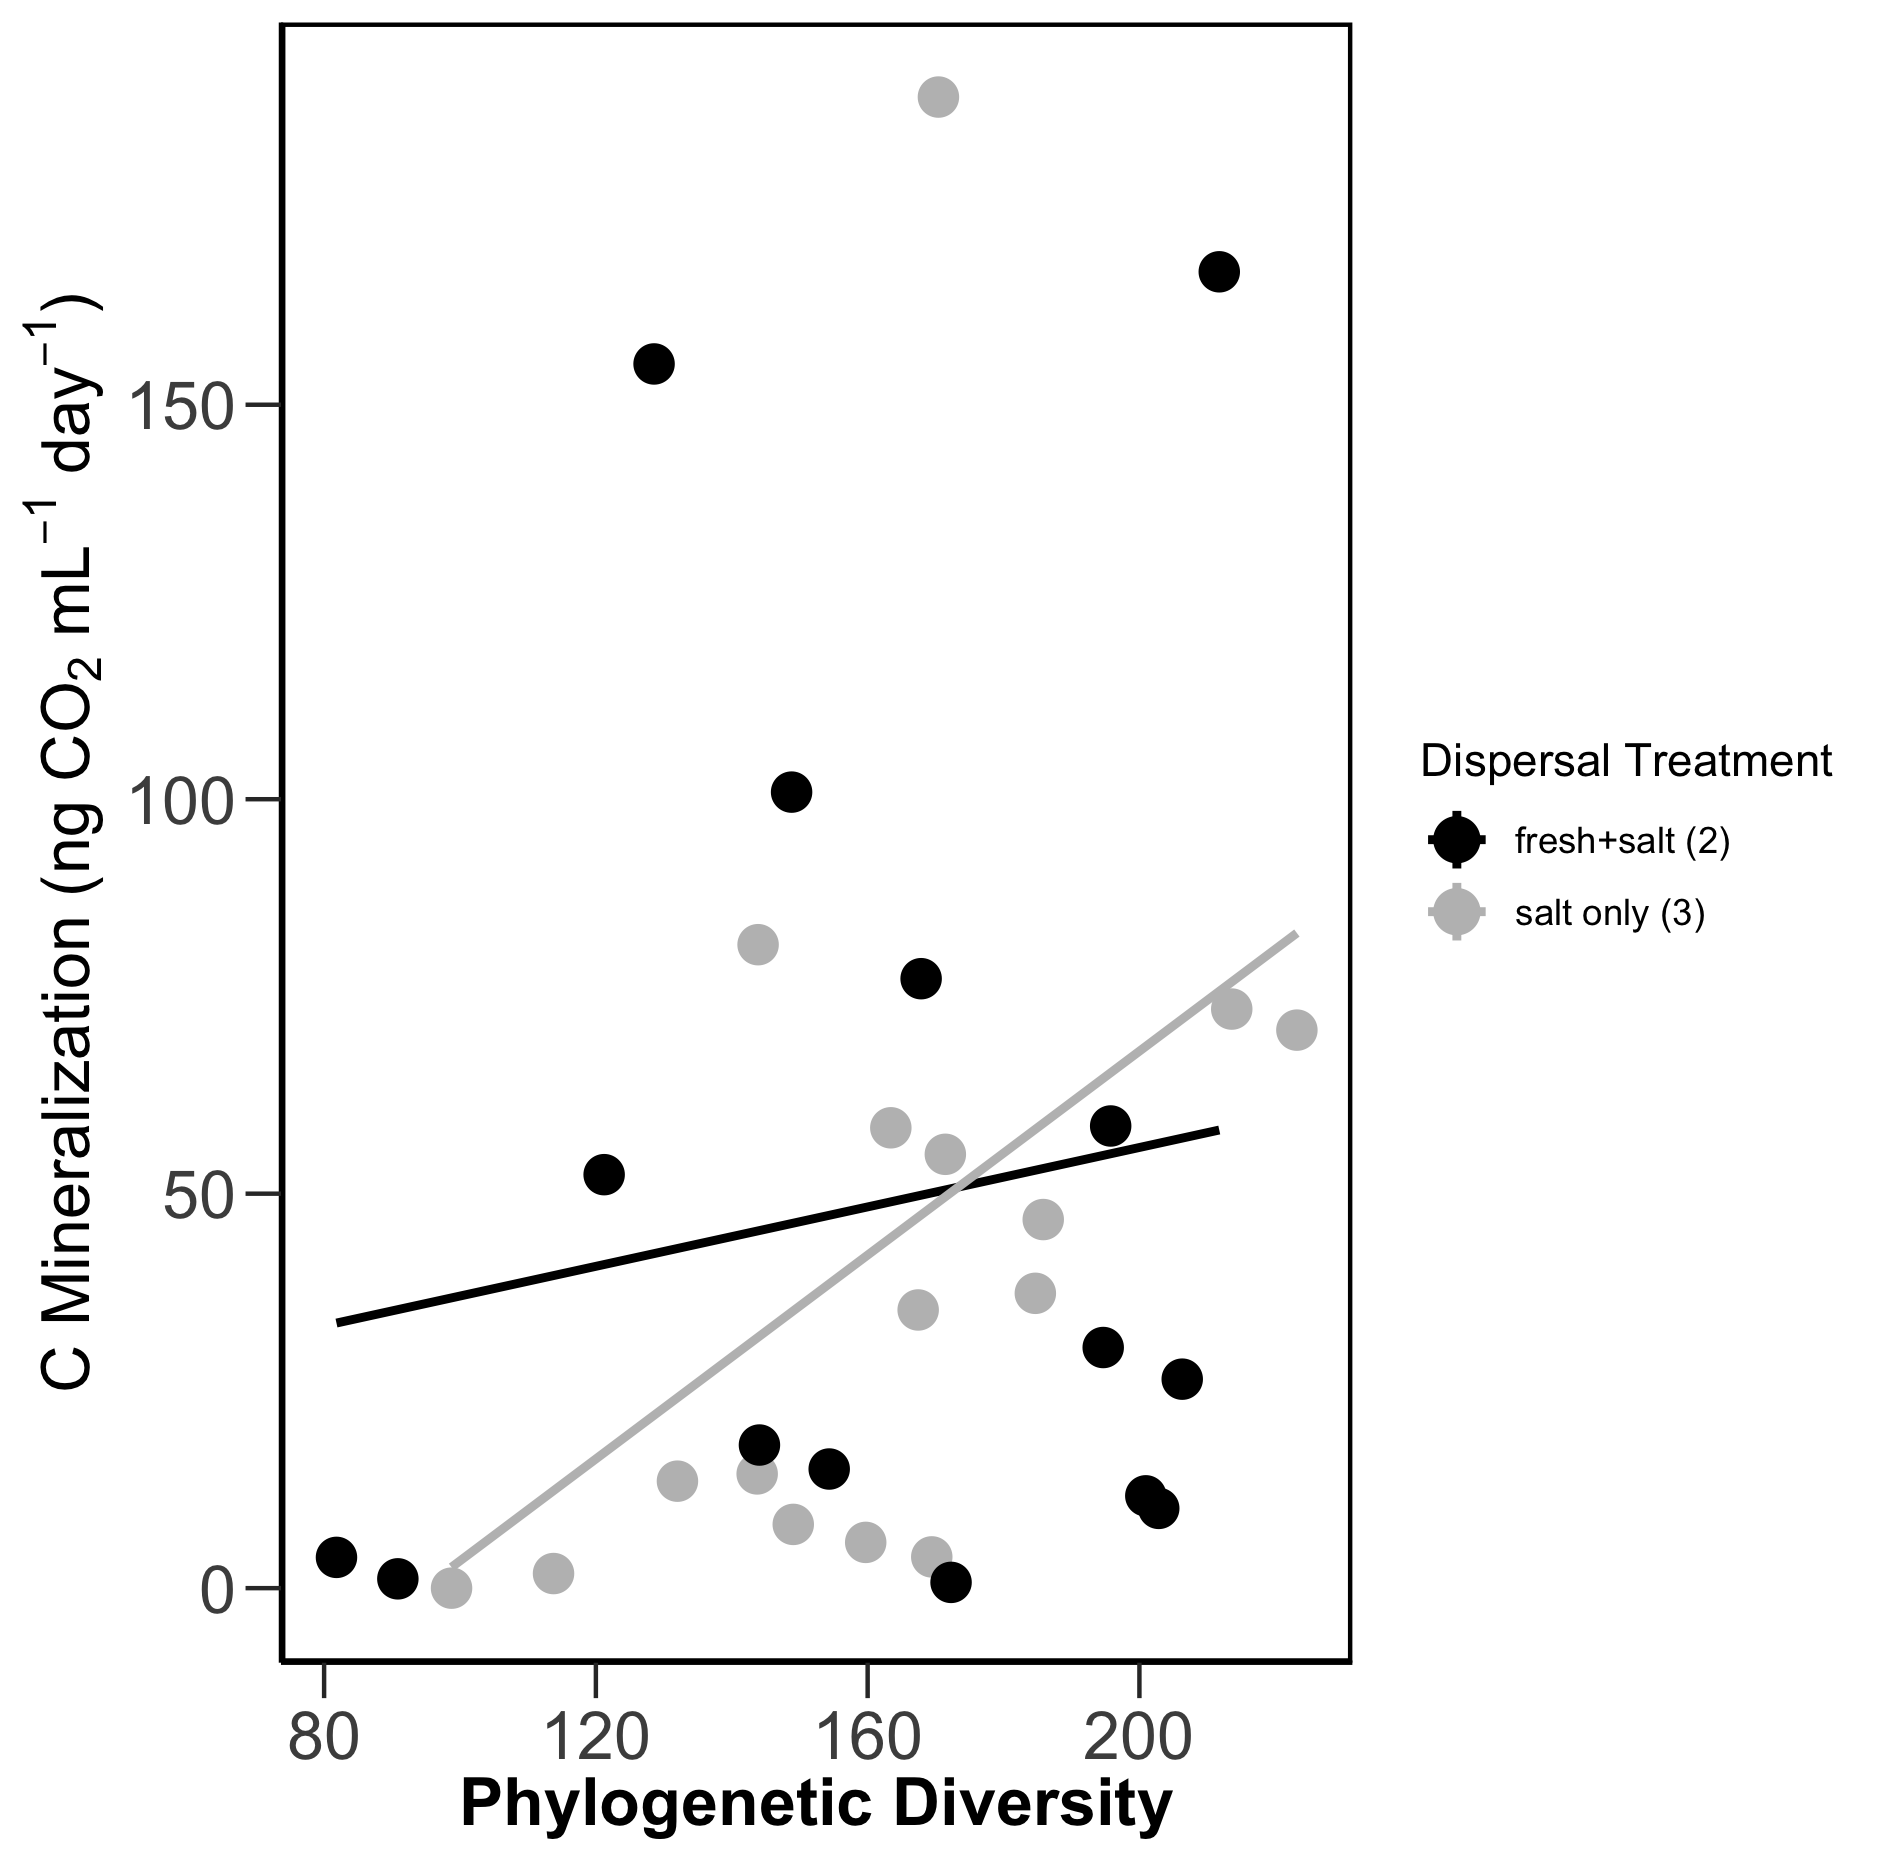 C Mineralization (ng CO₂ mL⁻¹ day⁻¹)
150
100
50
0
80 120 160 200
Phylogenetic Diversity
Dispersal Treatment
fresh+salt (2)
salt only (3)